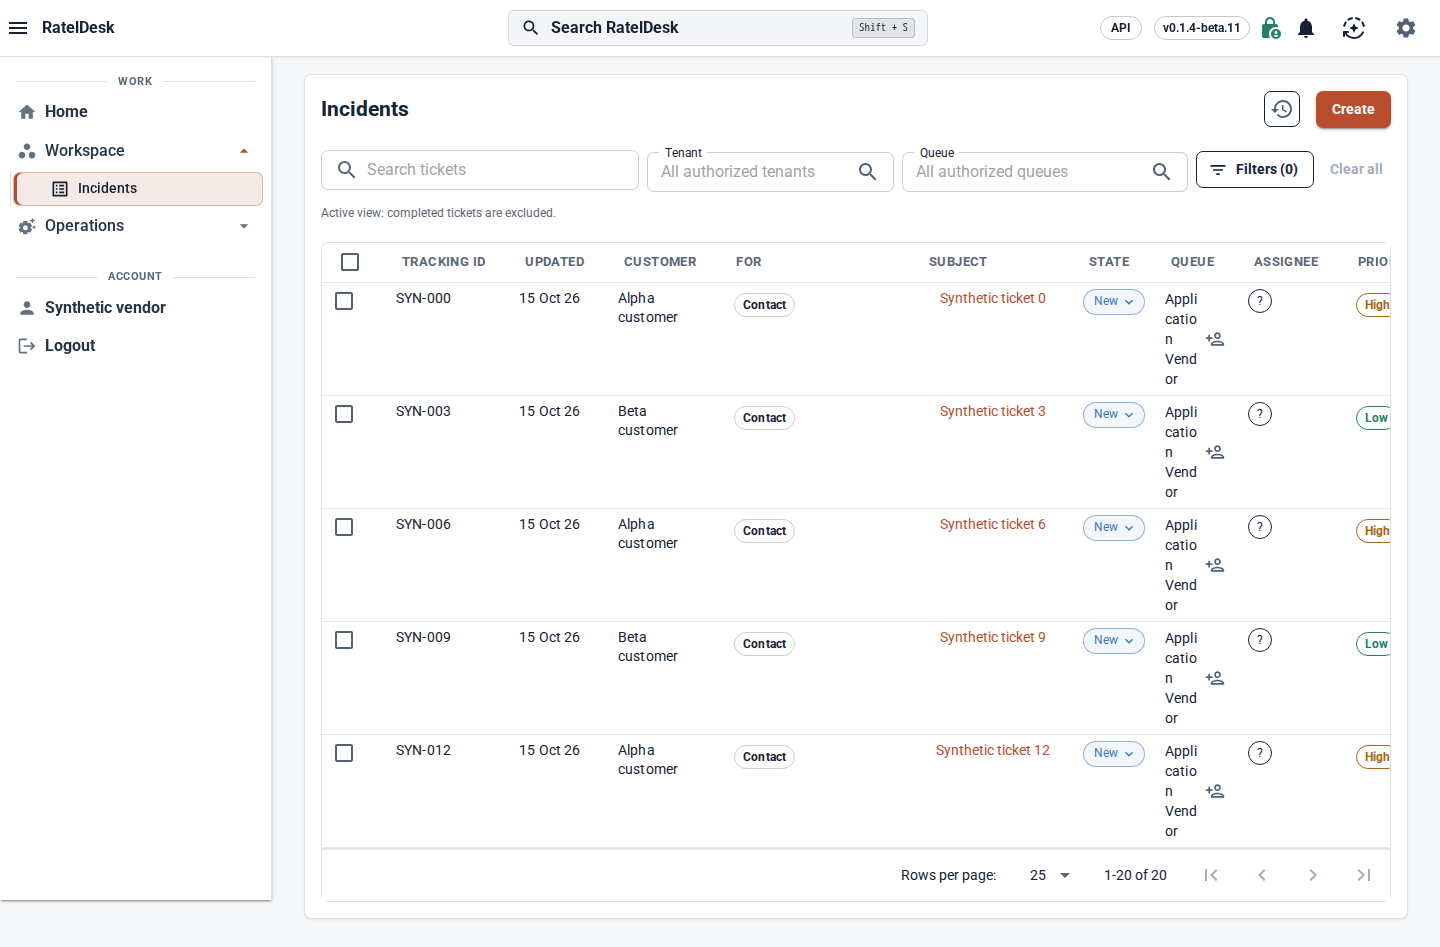 RatelDesk
Search RatelDesk
Shift + S
API
v0.1.4-beta.11
WORK
Home
Workspace
Incidents
Operations
ACCOUNT
Synthetic vendor
Logout
Incidents
Create
Search tickets
Tenant
All authorized tenants
Queue
All authorized queues
Filters (0)
Clear all
Active view: completed tickets are excluded.
TRACKING ID UPDATED CUSTOMER FOR SUBJECT STATE QUEUE ASSIGNEE PRIO
SYN-000 15 Oct 26 Alpha customer Contact Synthetic ticket 0 New
Appli
catio
n
Vend
or
?
High
SYN-003 15 Oct 26 Beta customer Contact Synthetic ticket 3 New
Appli
catio
n
Vend
or
?
Low
SYN-006 15 Oct 26 Alpha customer Contact Synthetic ticket 6 New
Appli
catio
n
Vend
or
?
High
SYN-009 15 Oct 26 Beta customer Contact Synthetic ticket 9 New
Appli
catio
n
Vend
or
?
Low
SYN-012 15 Oct 26 Alpha customer Contact Synthetic ticket 12 New
Appli
catio
n
Vend
or
?
High
Rows per page: 25 1-20 of 20